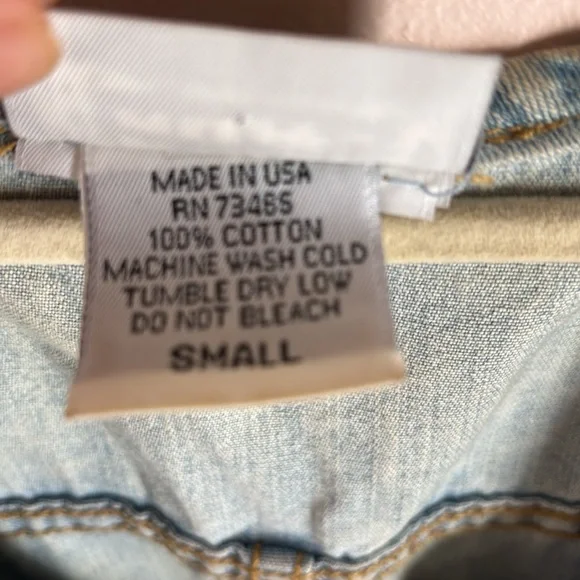 MADE IN USA
RN 73465
100% COTTON
MACHINE WASH COLD
TUMBLE DRY LOW
DO NOT BLEACH
SMALL